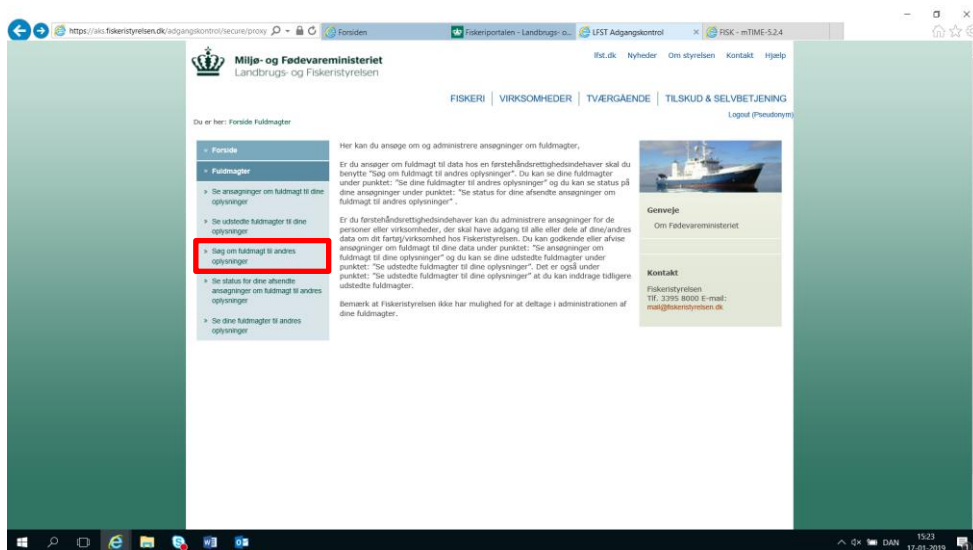 https://aks.fiskeristyrelsen.dk/adgangskontrol/secure/proxy
Forsiden
Fiskeriportalen - Landbrugs- o...
LFST Adgangskontrol
FISK - mTIME-5.2.4
Miljø- og Fødevareministeriet
Landbrugs- og Fiskeristyrelsen
lfst.dk Nyheder Om styrelsen Kontakt Hjælp
FISKERI VIRKSOMHEDER TVÆRGÅENDE TILSKUD & SELVBETJENING
Logout (Pseudonym)
Du er her: Forside Fuldmagter
Forside
Fuldmagter
Se ansøgninger om fuldmagt til dine
oplysninger
Se udstedte fuldmagter til dine
oplysninger
Søg om fuldmagt til andres
oplysninger
Se status for dine afsendte
ansøgninger om fuldmagt til andres
oplysninger
Se dine fuldmagter til andres
oplysninger
Her kan du ansøge om og administrere ansøgninger om fuldmagter,
Er du ansøger om fuldmagt til data hos en førstehåndsrettighedsindehaver skal du
benytte "Søg om fuldmagt til andres oplysninger". Du kan se dine fuldmagter
under punktet: "Se dine fuldmagter til andres oplysninger" og du kan se status på
dine ansøgninger under punktet: "Se status for dine afsendte ansøgninger om
fuldmagt til andres oplysninger" .
Er du førstehåndsrettighedsindehaver kan du administrere ansøgninger for de
personer eller virksomheder, der skal have adgang til alle eller dele af dine/andres
data om dit fartøj/virksomhed hos Fiskeristyrelsen. Du kan godkende eller afvise
ansøgninger om fuldmagt til dine data under punktet: "Se ansøgninger om
fuldmagt til dine oplysninger" og du kan se dine udstedte fuldmagter under
punktet: "Se udstedte fuldmagter til dine oplysninger". Det er også under
punktet: "Se udstedte fuldmagter til dine oplysninger" at du kan inddrage tidligere
udstedte fuldmagter.
Bemærk at Fiskeristyrelsen ikke har mulighed for at deltage i administrationen af
dine fuldmagter.
Genveje
Om Fødevareministeriet
Kontakt
Fiskeristyrelsen
Tlf. 3395 8000 E-mail:
mail@fiskeristyrelsen.dk
DAN
15:23
17-01-2019